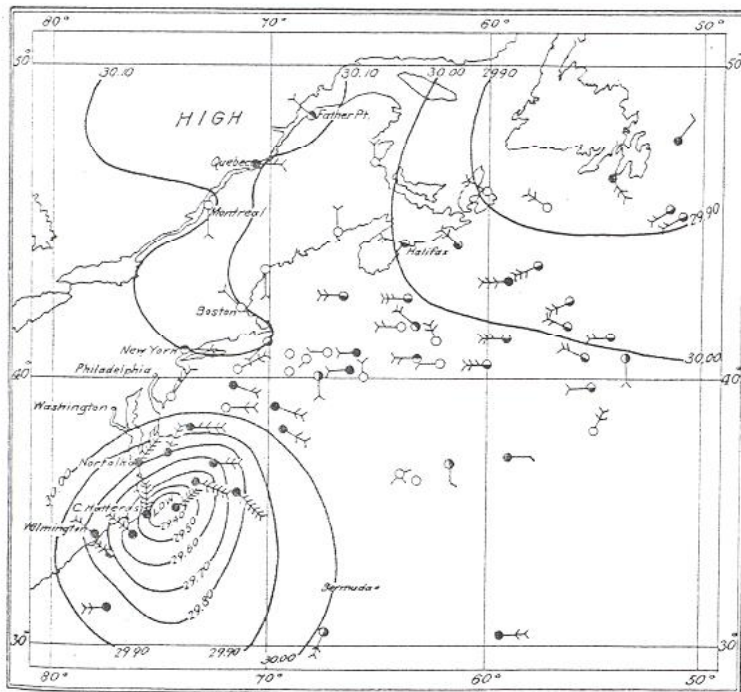 80° 70° 60° 50°
50° 50°
30.10 30.10 30.00 29.90
HIGH
Father Pt.
Quebec
Montreal
29.90
Halifax
Boston
New York
30.00
Philadelphia
40° 40°
Washington
30.00
Norfolk
C. Hatteras
LOW
29.40
29.50
Wilmington
29.60
29.70
29.80
Bermuda
30° 30°
29.90 29.90 30.00
80° 70° 60° 50°